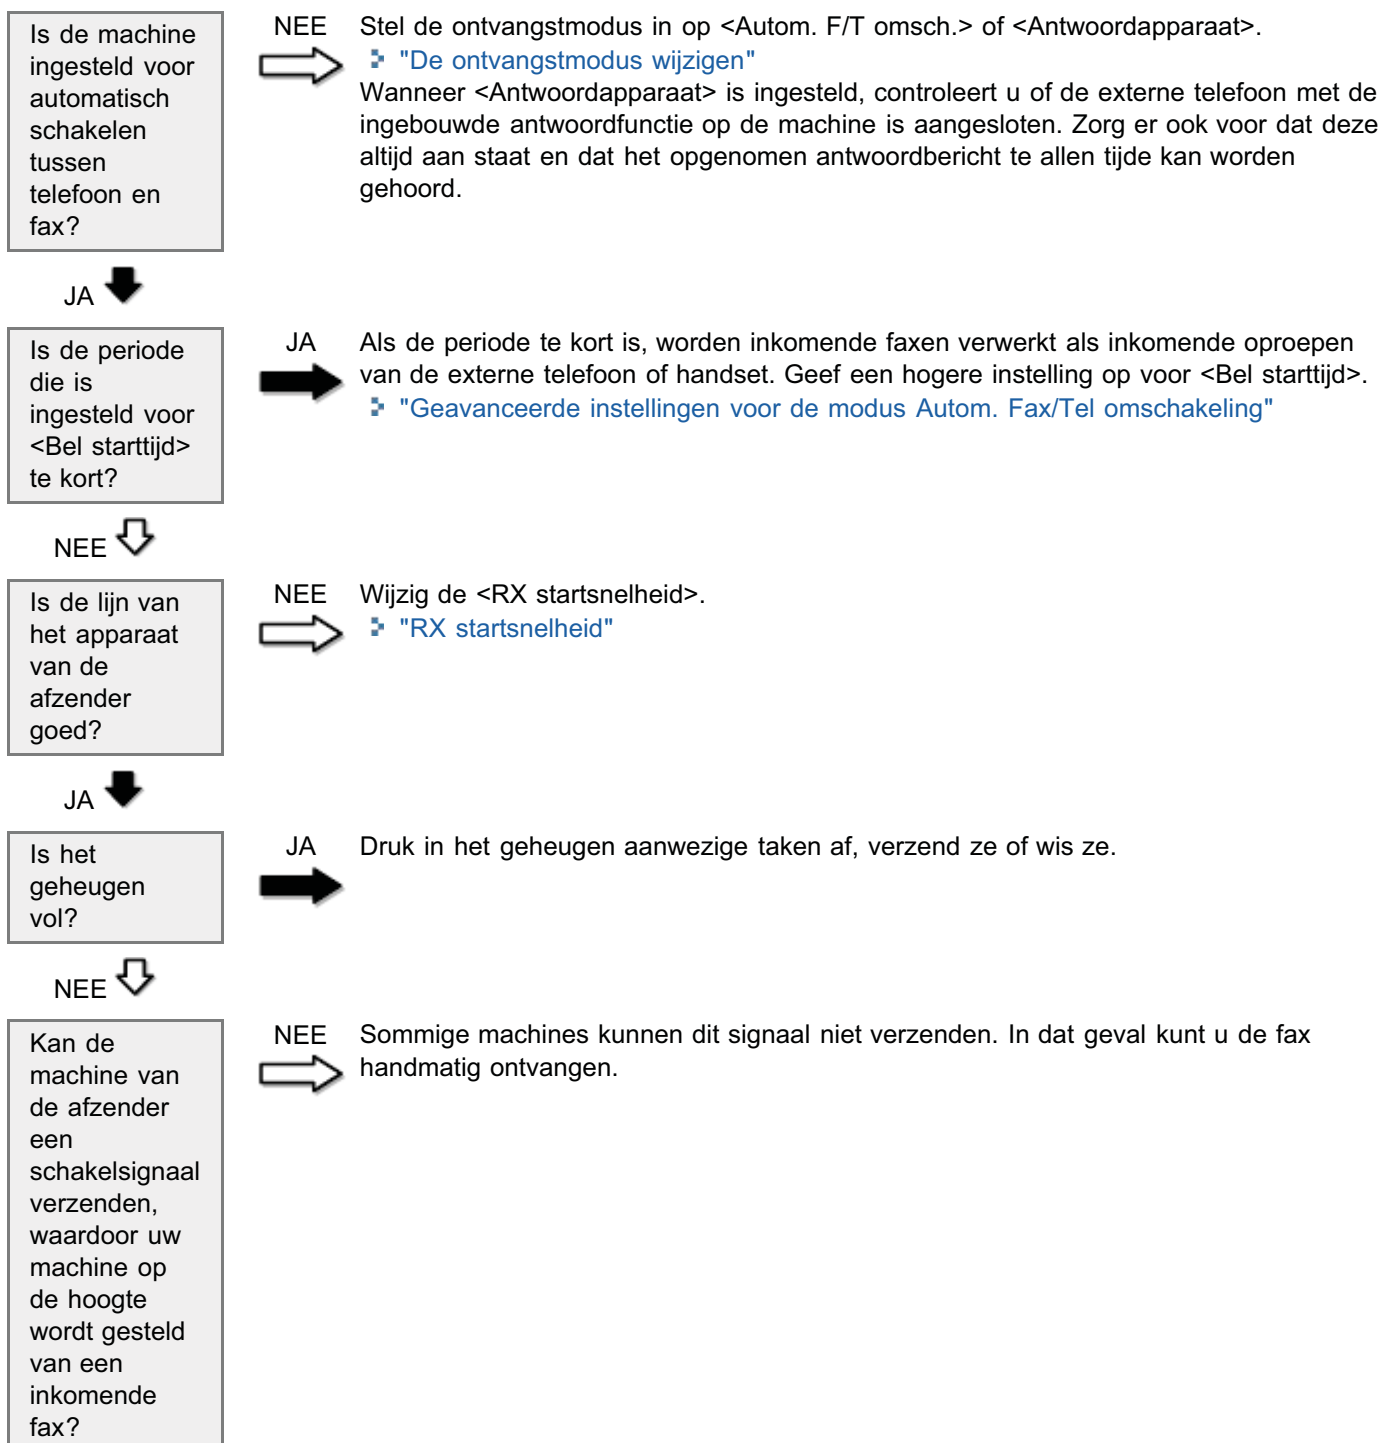 Is de machine
ingesteld voor
automatisch
schakelen
tussen
telefoon en
fax?
NEE
Stel de ontvangstmodus in op <Autom. F/T omsch.> of <Antwoordapparaat>.
"De ontvangstmodus wijzigen"
Wanneer <Antwoordapparaat> is ingesteld, controleert u of de externe telefoon met de
ingebouwde antwoordfunctie op de machine is aangesloten. Zorg er ook voor dat deze
altijd aan staat en dat het opgenomen antwoordbericht te allen tijde kan worden
gehoord.
JA
Is de periode
die is
ingesteld voor
<Bel starttijd>
te kort?
JA
Als de periode te kort is, worden inkomende faxen verwerkt als inkomende oproepen
van de externe telefoon of handset. Geef een hogere instelling op voor <Bel starttijd>.
"Geavanceerde instellingen voor de modus Autom. Fax/Tel omschakeling"
NEE
Is de lijn van
het apparaat
van de
afzender
goed?
NEE
Wijzig de <RX startsnelheid>.
"RX startsnelheid"
JA
Is het
geheugen
vol?
JA
Druk in het geheugen aanwezige taken af, verzend ze of wis ze.
NEE
Kan de
machine van
de afzender
een
schakelsignaal
verzenden,
waardoor uw
machine op
de hoogte
wordt gesteld
van een
inkomende
fax?
NEE
Sommige machines kunnen dit signaal niet verzenden. In dat geval kunt u de fax
handmatig ontvangen.